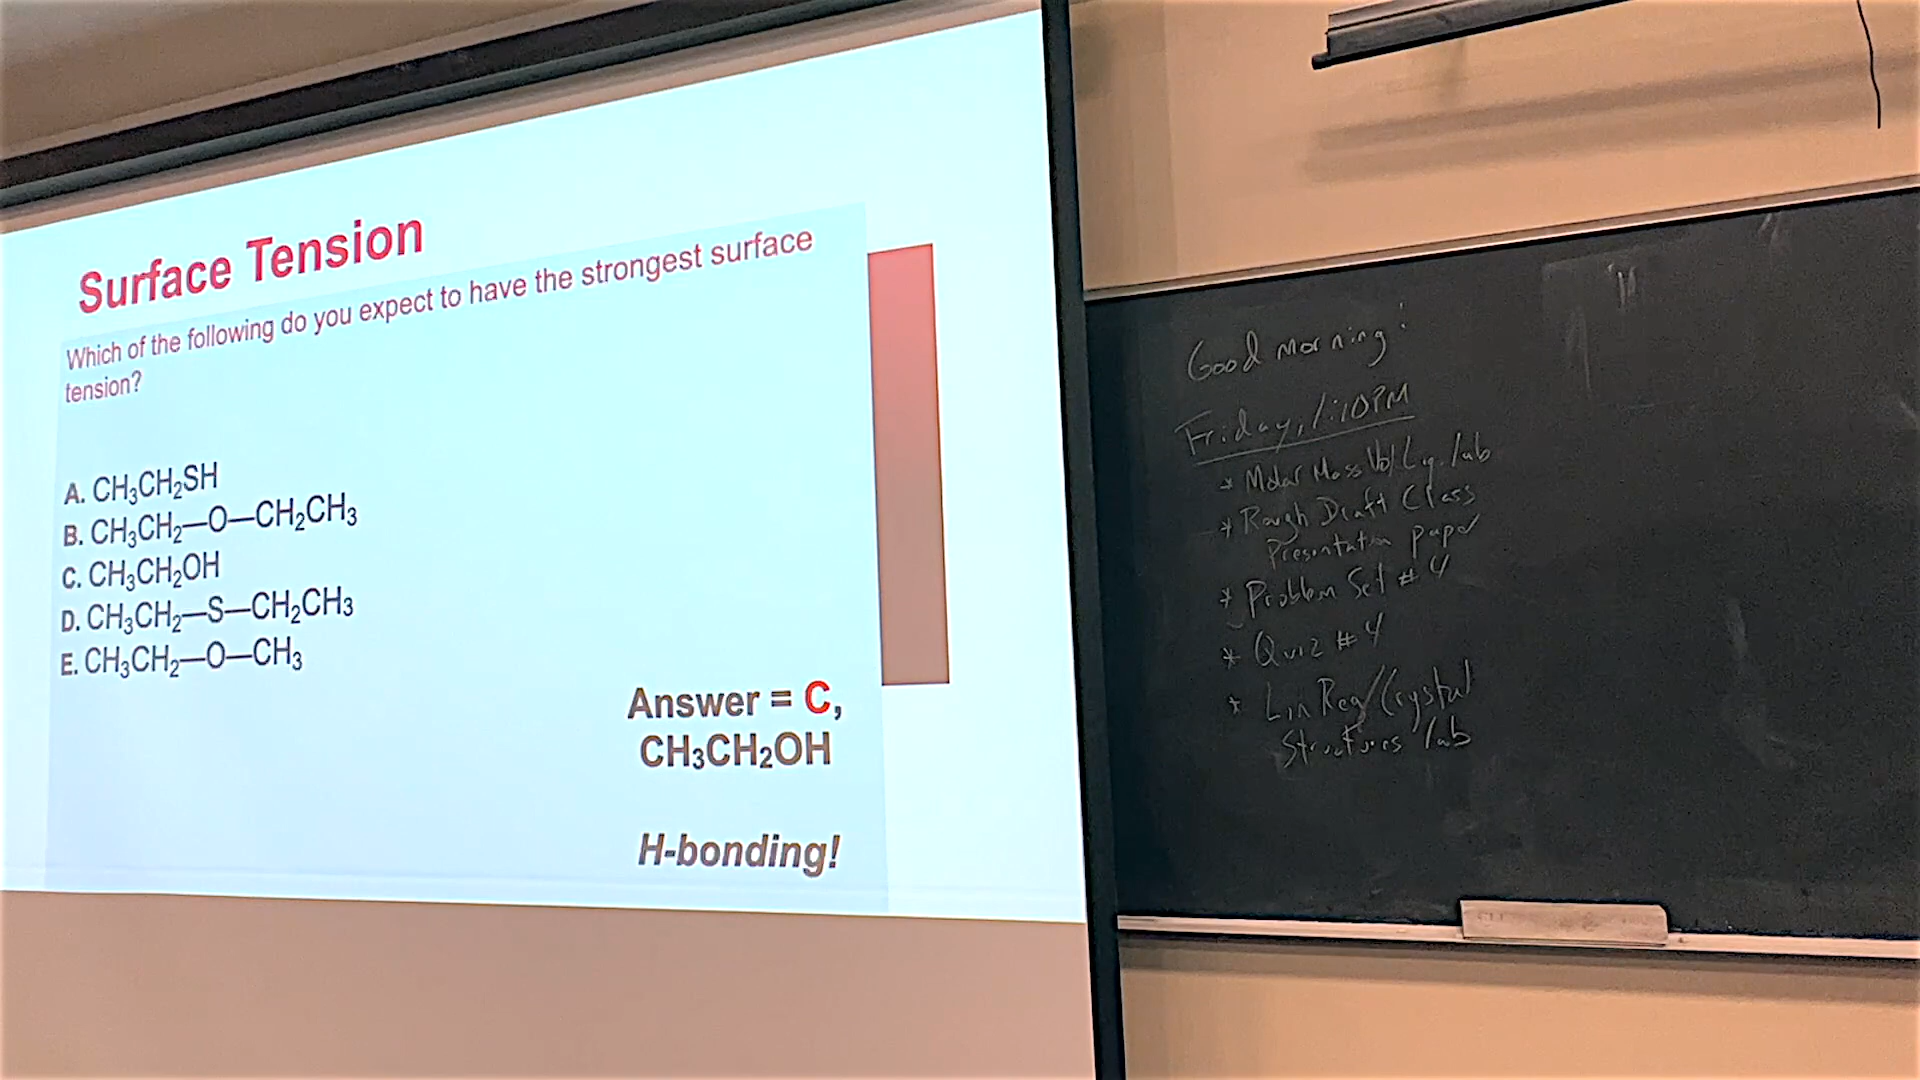 Surface Tension
Which of the following do you expect to have the strongest surface
tension?
A. CH₃CH₂SH
B. CH₃CH₂—O—CH₂CH₃
C. CH₃CH₂OH
D. CH₃CH₂—S—CH₂CH₃
E. CH₃CH₂—O—CH₃
Answer = C,
CH₃CH₂OH
H-bonding!
Good morning!
Friday, 1:10PM
* Molar Mass Vol Liq. lab
* Rough Draft Class
Presentation paper
* Problem Set # 4
* Quiz # 4
* Lin Reg/Crystal
Structures lab